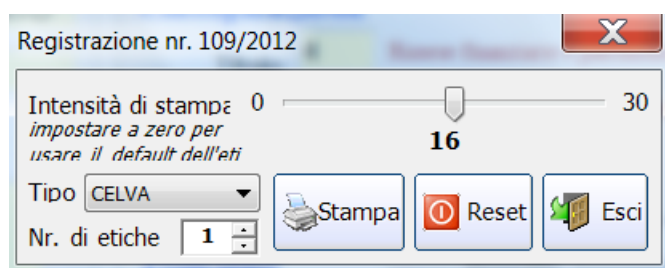 Registrazione nr. 109/2012
Intensità di stampa 0 30
impostare a zero per
usare il default dell'eti
16
Tipo CELVA
Stampa Reset Esci
Nr. di etiche 1